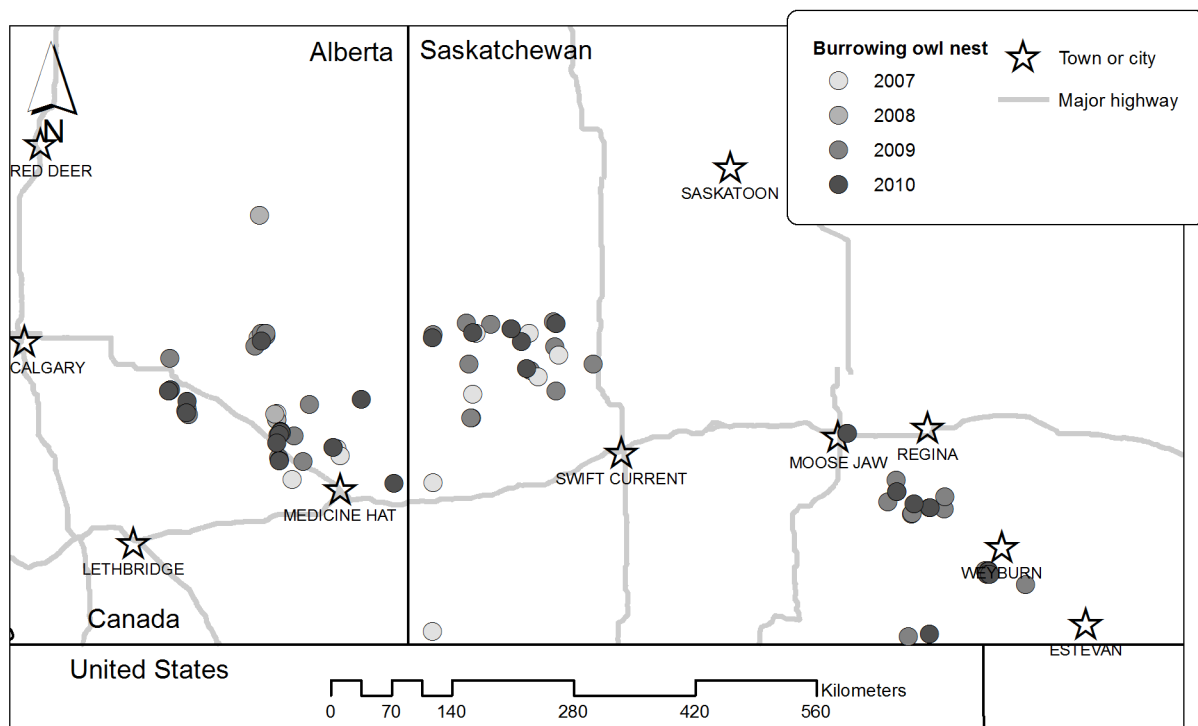 Alberta
Saskatchewan
Burrowing owl nest
2007
2008
2009
2010
Town or city
Major highway
N
RED DEER
SASKATOON
CALGARY
SWIFT CURRENT
MOOSE JAW
REGINA
MEDICINE HAT
LETHBRIDGE
WEYBURN
ESTEVAN
Canada
United States
Kilometers
0 70 140 280 420 560